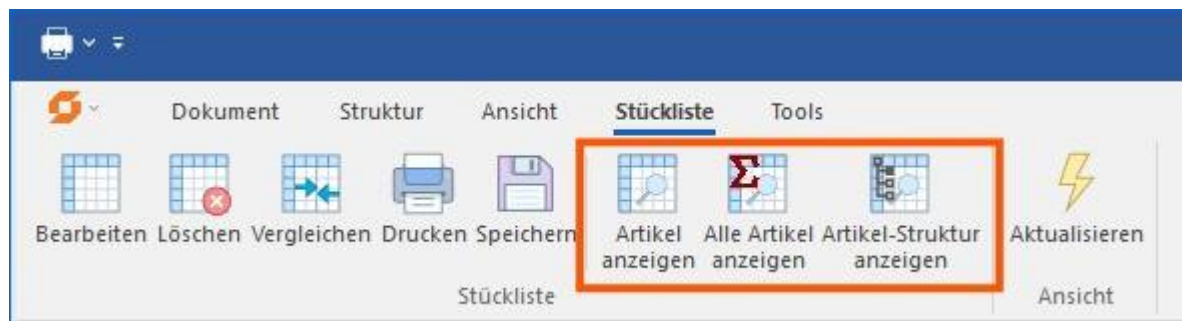 Dokument Struktur Ansicht Stückliste Tools
Bearbeiten Löschen Vergleichen Drucken Speichern Artikel Alle Artikel Artikel-Struktur Aktualisieren
anzeigen anzeigen anzeigen
Stückliste Ansicht